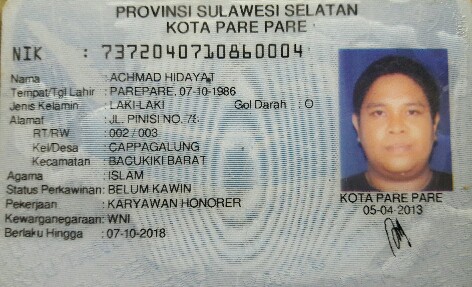 PROVINSI SULAWESI SELATAN
KOTA PARE PARE
NIK : 7372040710860004
Nama : ACHMAD HIDAYAT
Tempat/Tgl Lahir : PAREPARE, 07-10-1986
Jenis Kelamin : LAKI-LAKI Gol Darah : O
Alamat : JL. PINISI NO. 78.
RT/RW : 002 / 003
Kel/Desa : CAPPAGALUNG
Kecamatan : BACUKIKI BARAT
Agama : ISLAM
Status Perkawinan: BELUM KAWIN
Pekerjaan : KARYAWAN HONORER
Kewarganegaraan: WNI
Berlaku Hingga : 07-10-2018
KOTA PARE PARE
05-04-2013